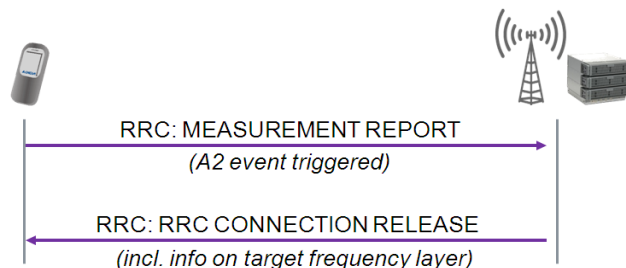 RRC: MEASUREMENT REPORT
(A2 event triggered)
RRC: RRC CONNECTION RELEASE
(incl. info on target frequency layer)